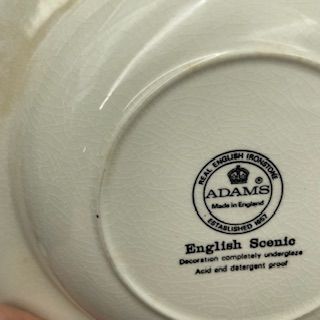 REAL ENGLISH IRONSTONE
ADAMS ®
Made in England
ESTABLISHED 1657
English Scenic
Decoration completely underglaze
Acid and detergent proof